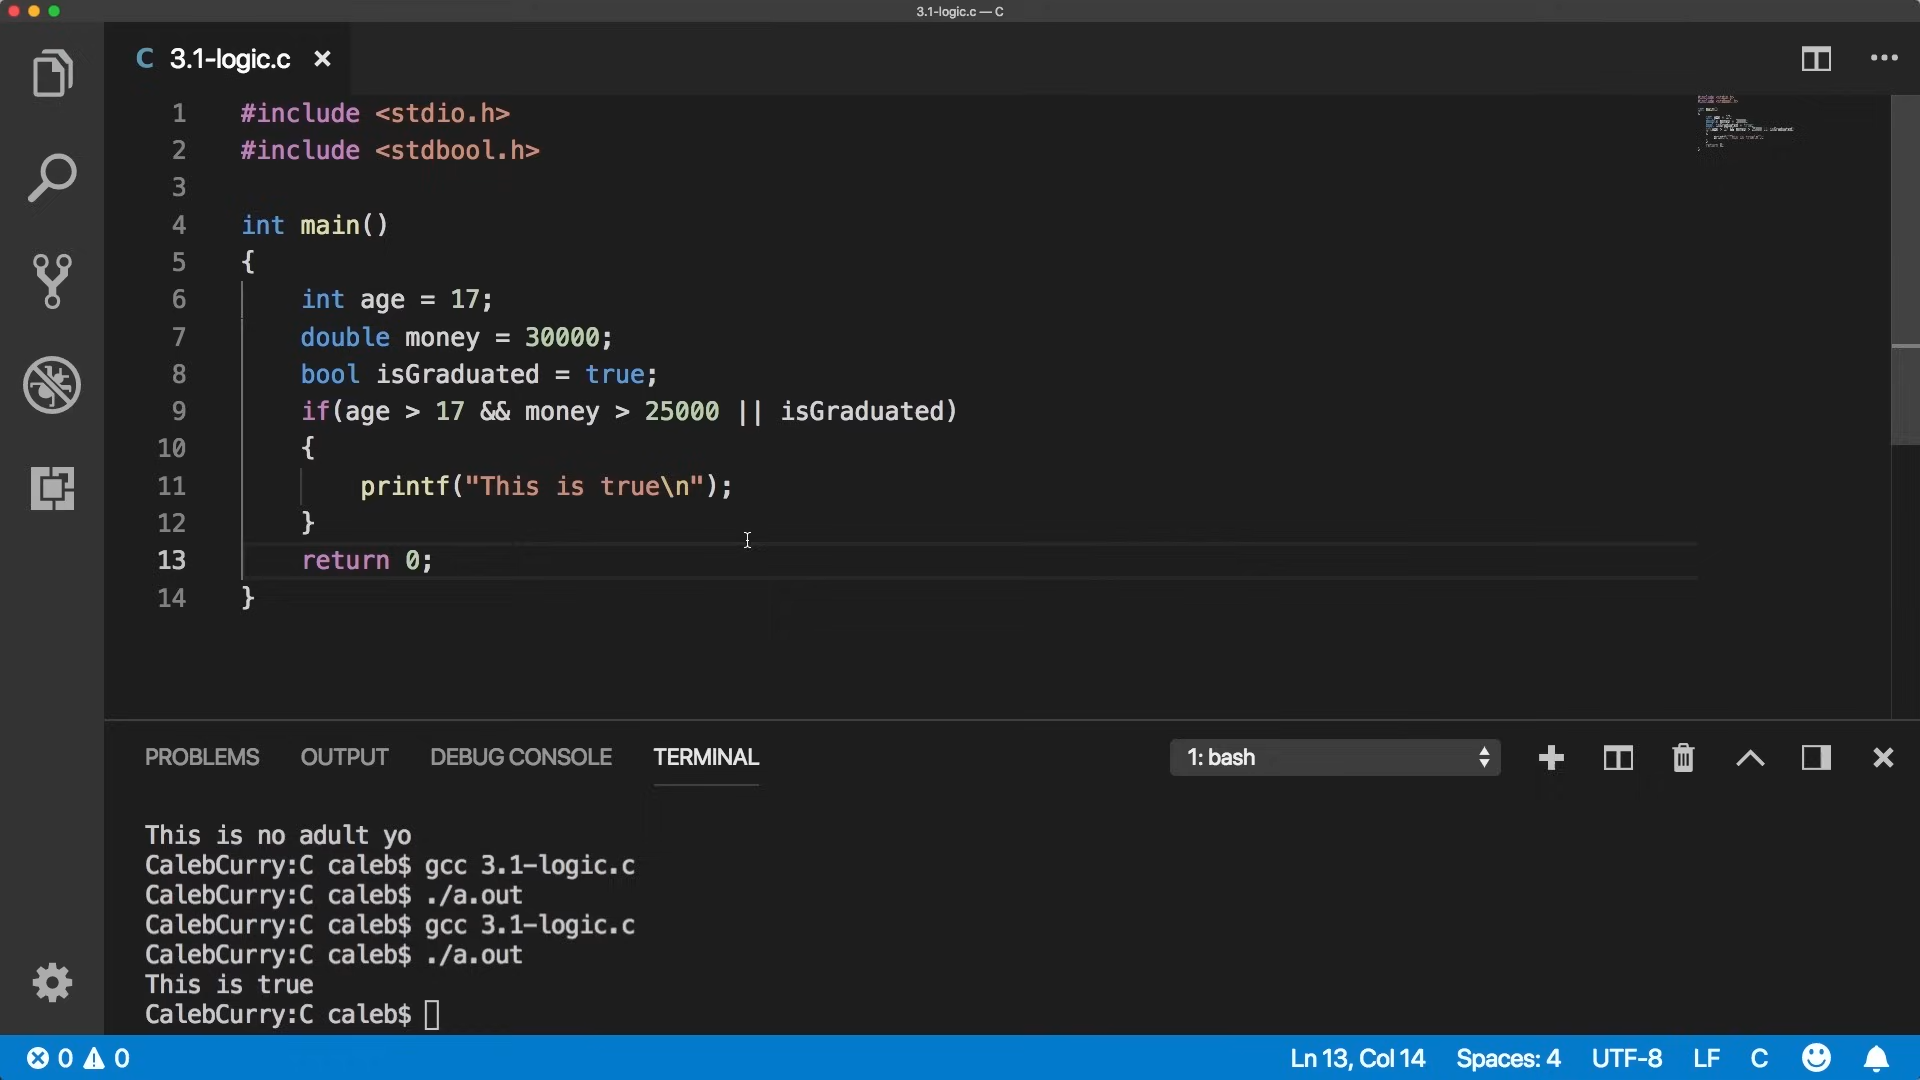 3.1-logic.c — C
C 3.1-logic.c
1 #include <stdio.h>
2 #include <stdbool.h>
3
4 int main()
5 {
6 int age = 17;
7 double money = 30000;
8 bool isGraduated = true;
9 if(age > 17 && money > 25000 || isGraduated)
10 {
11 printf("This is true\n");
12 }
13 return 0;
14 }
PROBLEMS OUTPUT DEBUG CONSOLE TERMINAL 1: bash
This is no adult yo
CalebCurry:C caleb$ gcc 3.1-logic.c
CalebCurry:C caleb$ ./a.out
CalebCurry:C caleb$ gcc 3.1-logic.c
CalebCurry:C caleb$ ./a.out
This is true
CalebCurry:C caleb$
0 0 Ln 13, Col 14 Spaces: 4 UTF-8 LF C